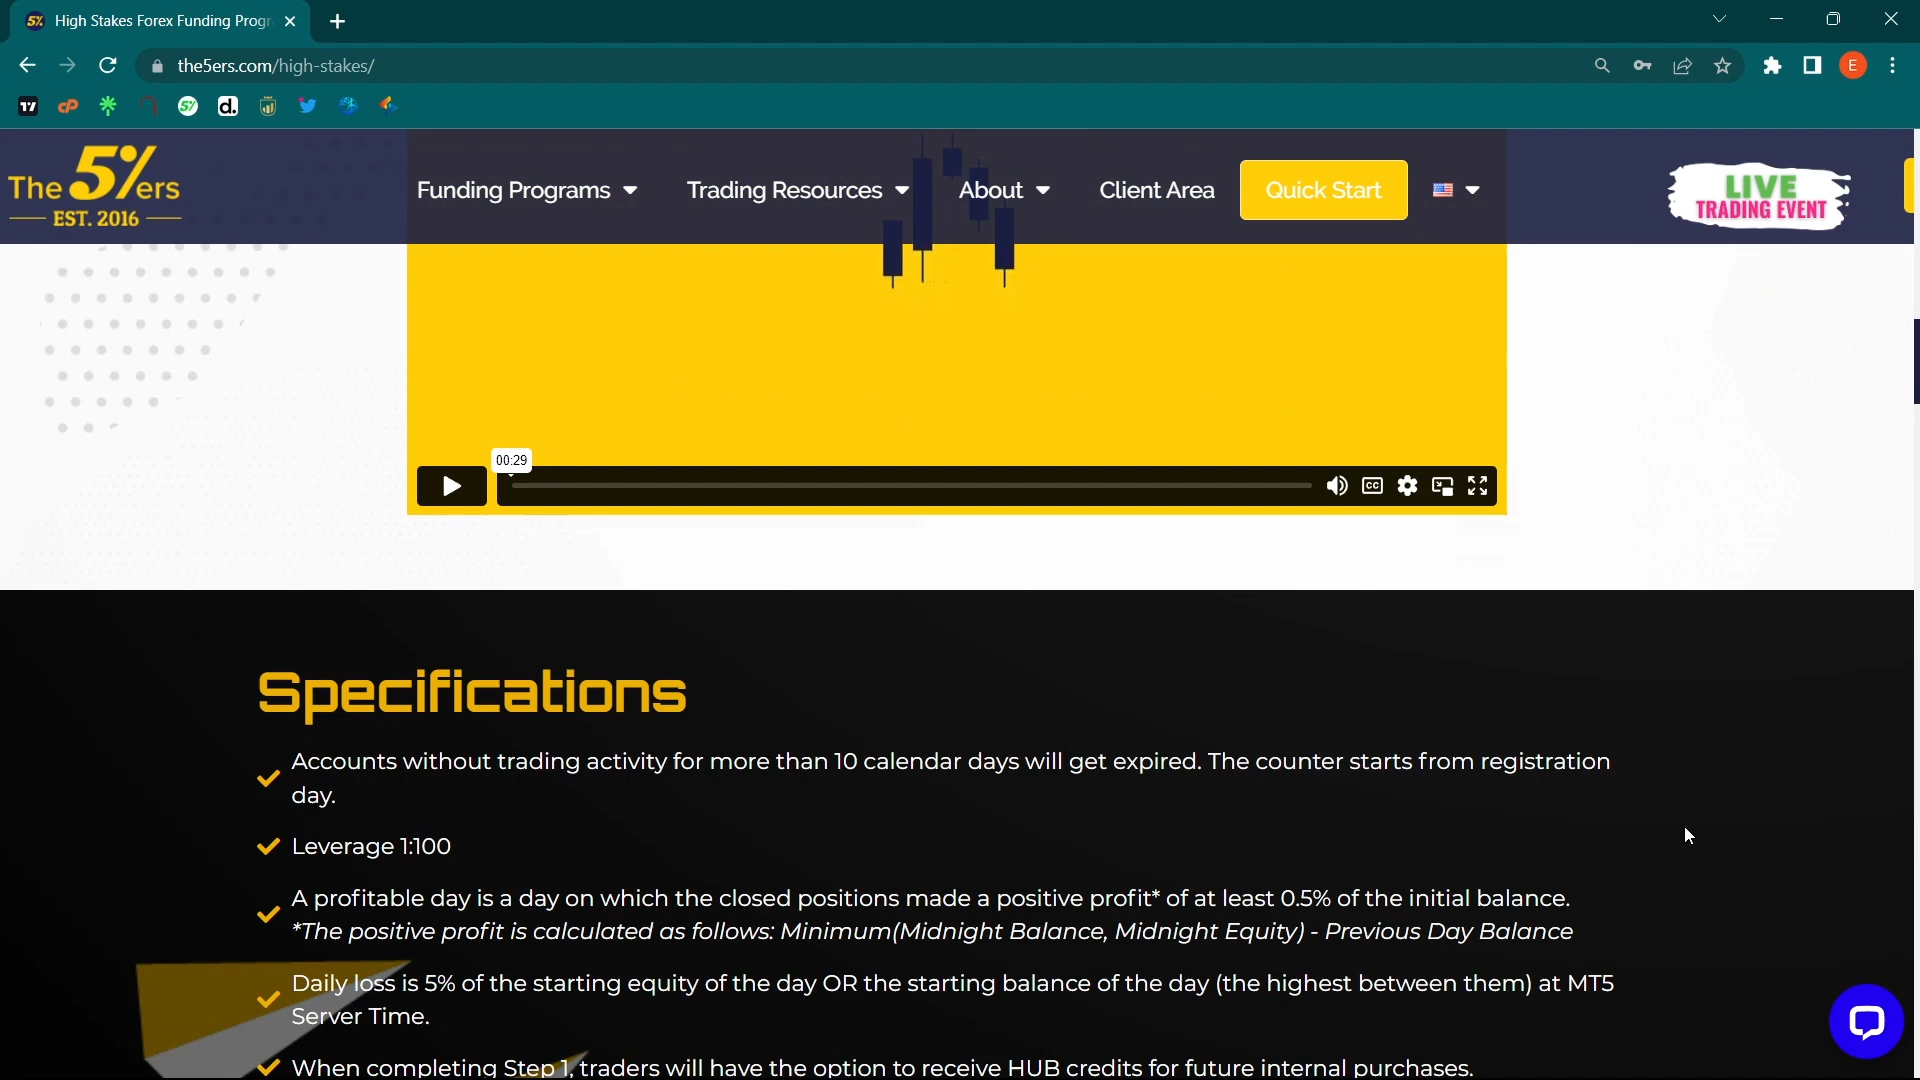 High Stakes Forex Funding Progr
the5ers.com/high-stakes/
E
The 5%ers
EST. 2016
Funding Programs
Trading Resources
About
Client Area
Quick Start
LIVE
TRADING EVENT
00:29
CC
Specifications
Accounts without trading activity for more than 10 calendar days will get expired. The counter starts from registration
day.
Leverage 1:100
A profitable day is a day on which the closed positions made a positive profit* of at least 0.5% of the initial balance.
*The positive profit is calculated as follows: Minimum(Midnight Balance, Midnight Equity) - Previous Day Balance
Daily loss is 5% of the starting equity of the day OR the starting balance of the day (the highest between them) at MT5
Server Time.
When completing Step 1, traders will have the option to receive HUB credits for future internal purchases.